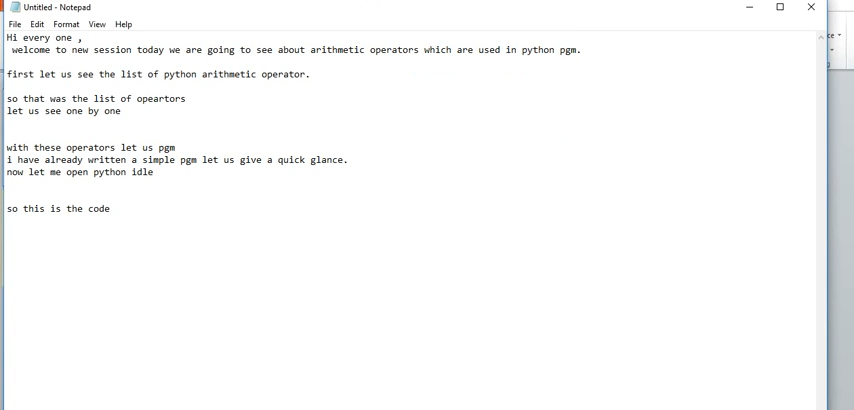 Untitled - Notepad
File Edit Format View Help
Hi every one ,
welcome to new session today we are going to see about arithmetic operators which are used in python pgm.
first let us see the list of python arithmetic operator.
so that was the list of opeartors
let us see one by one
with these operators let us pgm
i have already written a simple pgm let us give a quick glance.
now let me open python idle
so this is the code